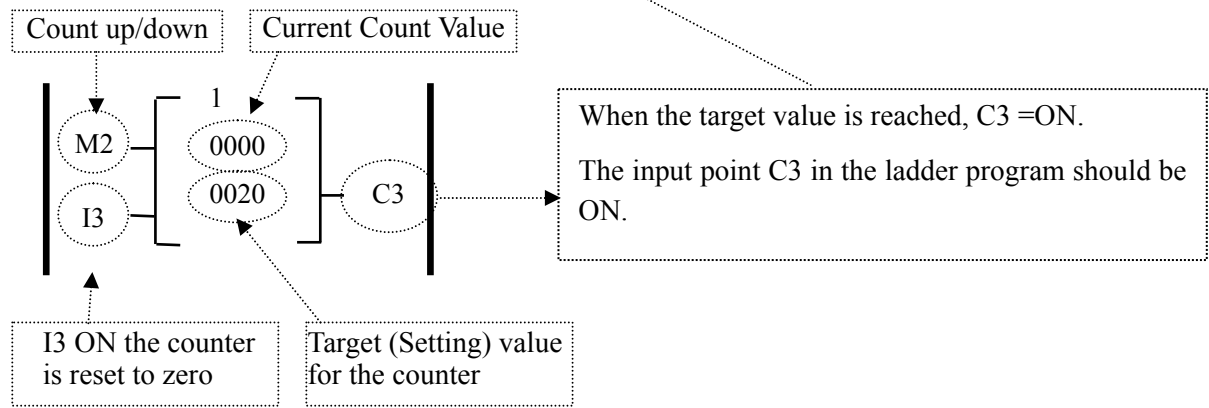 Count up/down
Current Count Value
1
M2
0000
0020
I3
C3
When the target value is reached, C3 =ON.
The input point C3 in the ladder program should be
ON.
I3 ON the counter
is reset to zero
Target (Setting) value
for the counter